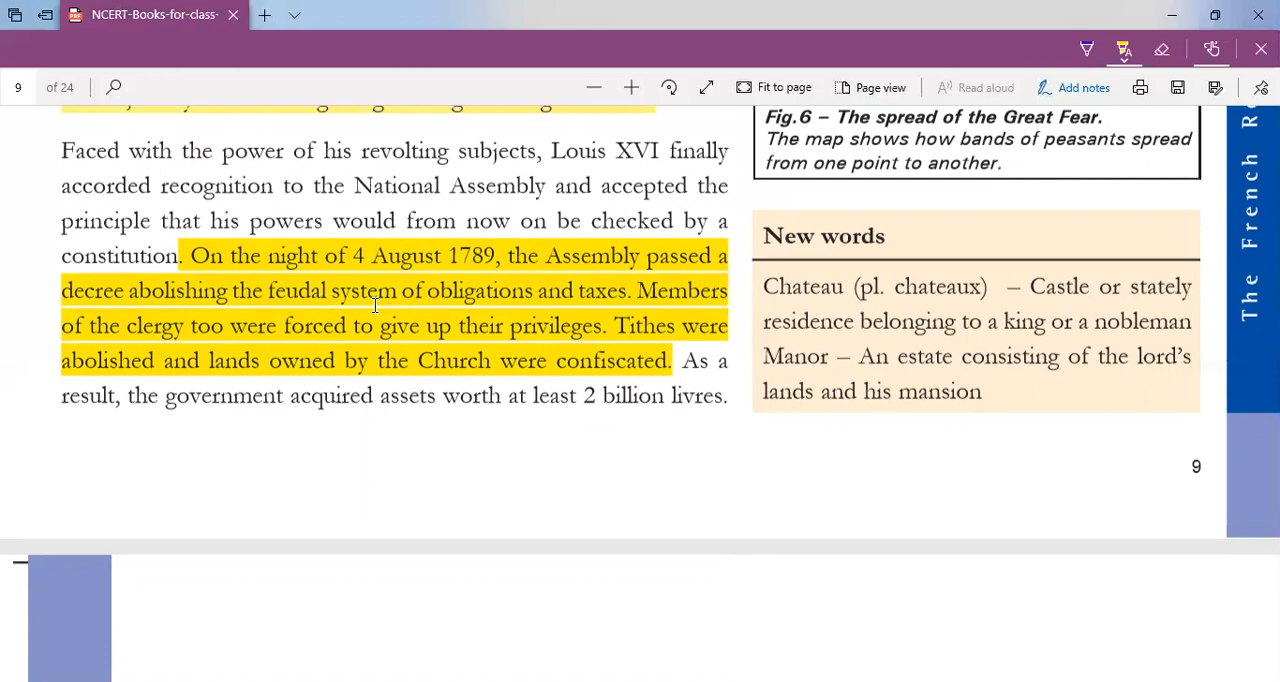 NCERT-Books-for-class-
9 of 24
Fit to page
Page view
Read aloud
Add notes
Faced with the power of his revolting subjects, Louis XVI finally
accorded recognition to the National Assembly and accepted the
principle that his powers would from now on be checked by a
constitution. On the night of 4 August 1789, the Assembly passed a
decree abolishing the feudal system of obligations and taxes. Members
of the clergy too were forced to give up their privileges. Tithes were
abolished and lands owned by the Church were confiscated. As a
result, the government acquired assets worth at least 2 billion livres.
Fig.6 – The spread of the Great Fear.
The map shows how bands of peasants spread
from one point to another.
New words
Chateau (pl. chateaux) – Castle or stately
residence belonging to a king or a nobleman
Manor – An estate consisting of the lord's
lands and his mansion
9
The French